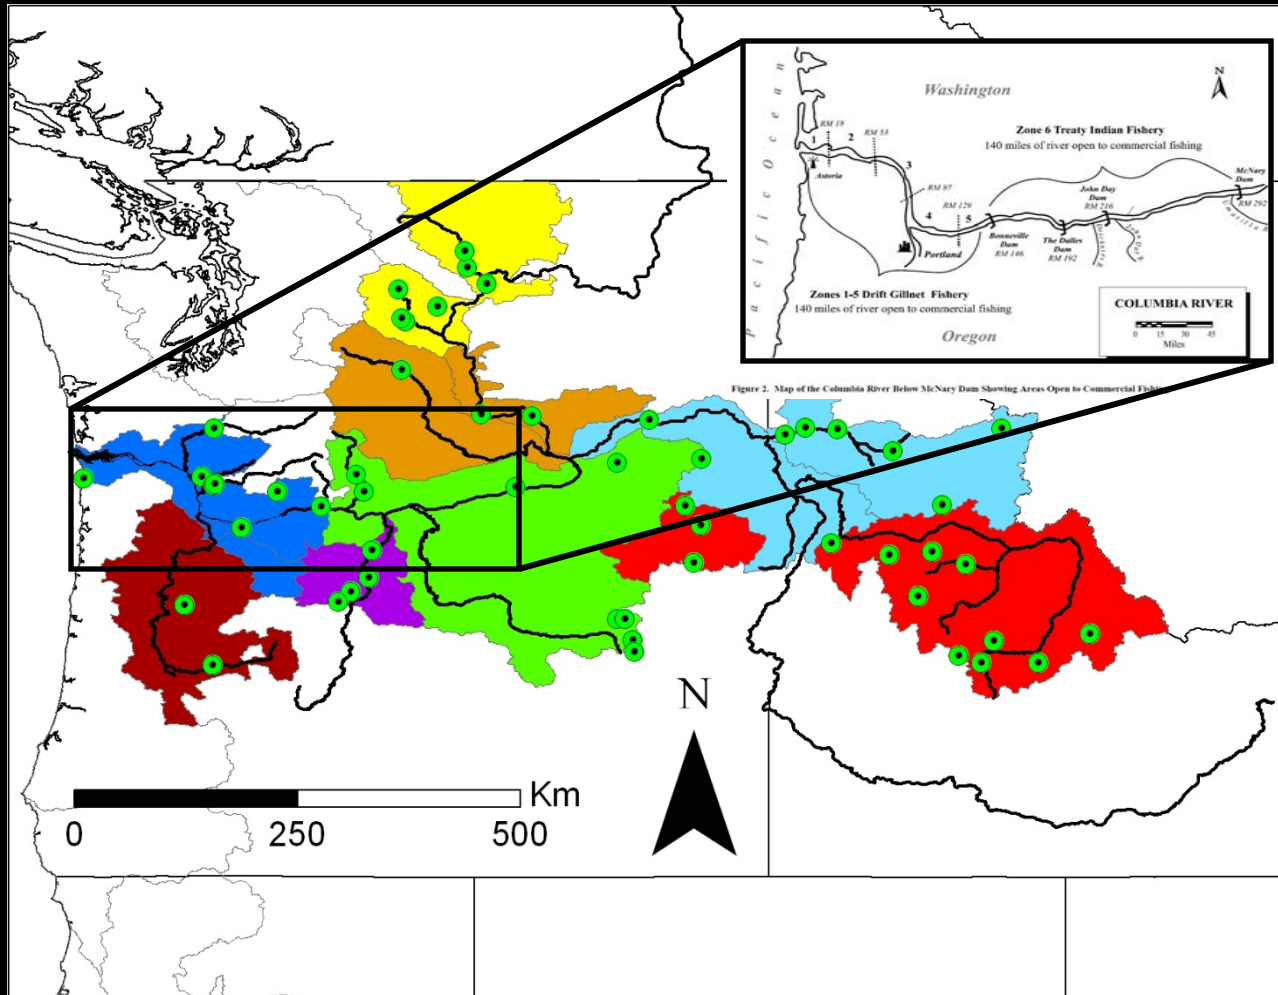 Washington
N
Pacific Ocean
RM 18
1
2
RM 53
Zone 6 Treaty Indian Fishery
140 miles of river open to commercial fishing
3
Astoria
McNary
Dam
RM 292
John Day
Dam
RM 216
RM 87
RM 129
4
5
Bonneville
Dam
RM 146
The Dalles
Dam
RM 192
Portland
John Day R.
Umatilla R.
Zones 1-5 Drift Gillnet Fishery
140 miles of river open to commercial fishing
Oregon
COLUMBIA RIVER
0 15 30 45
Miles
Figure 2. Map of the Columbia River Below McNary Dam Showing Areas Open to Commercial
N
Km
0 250 500